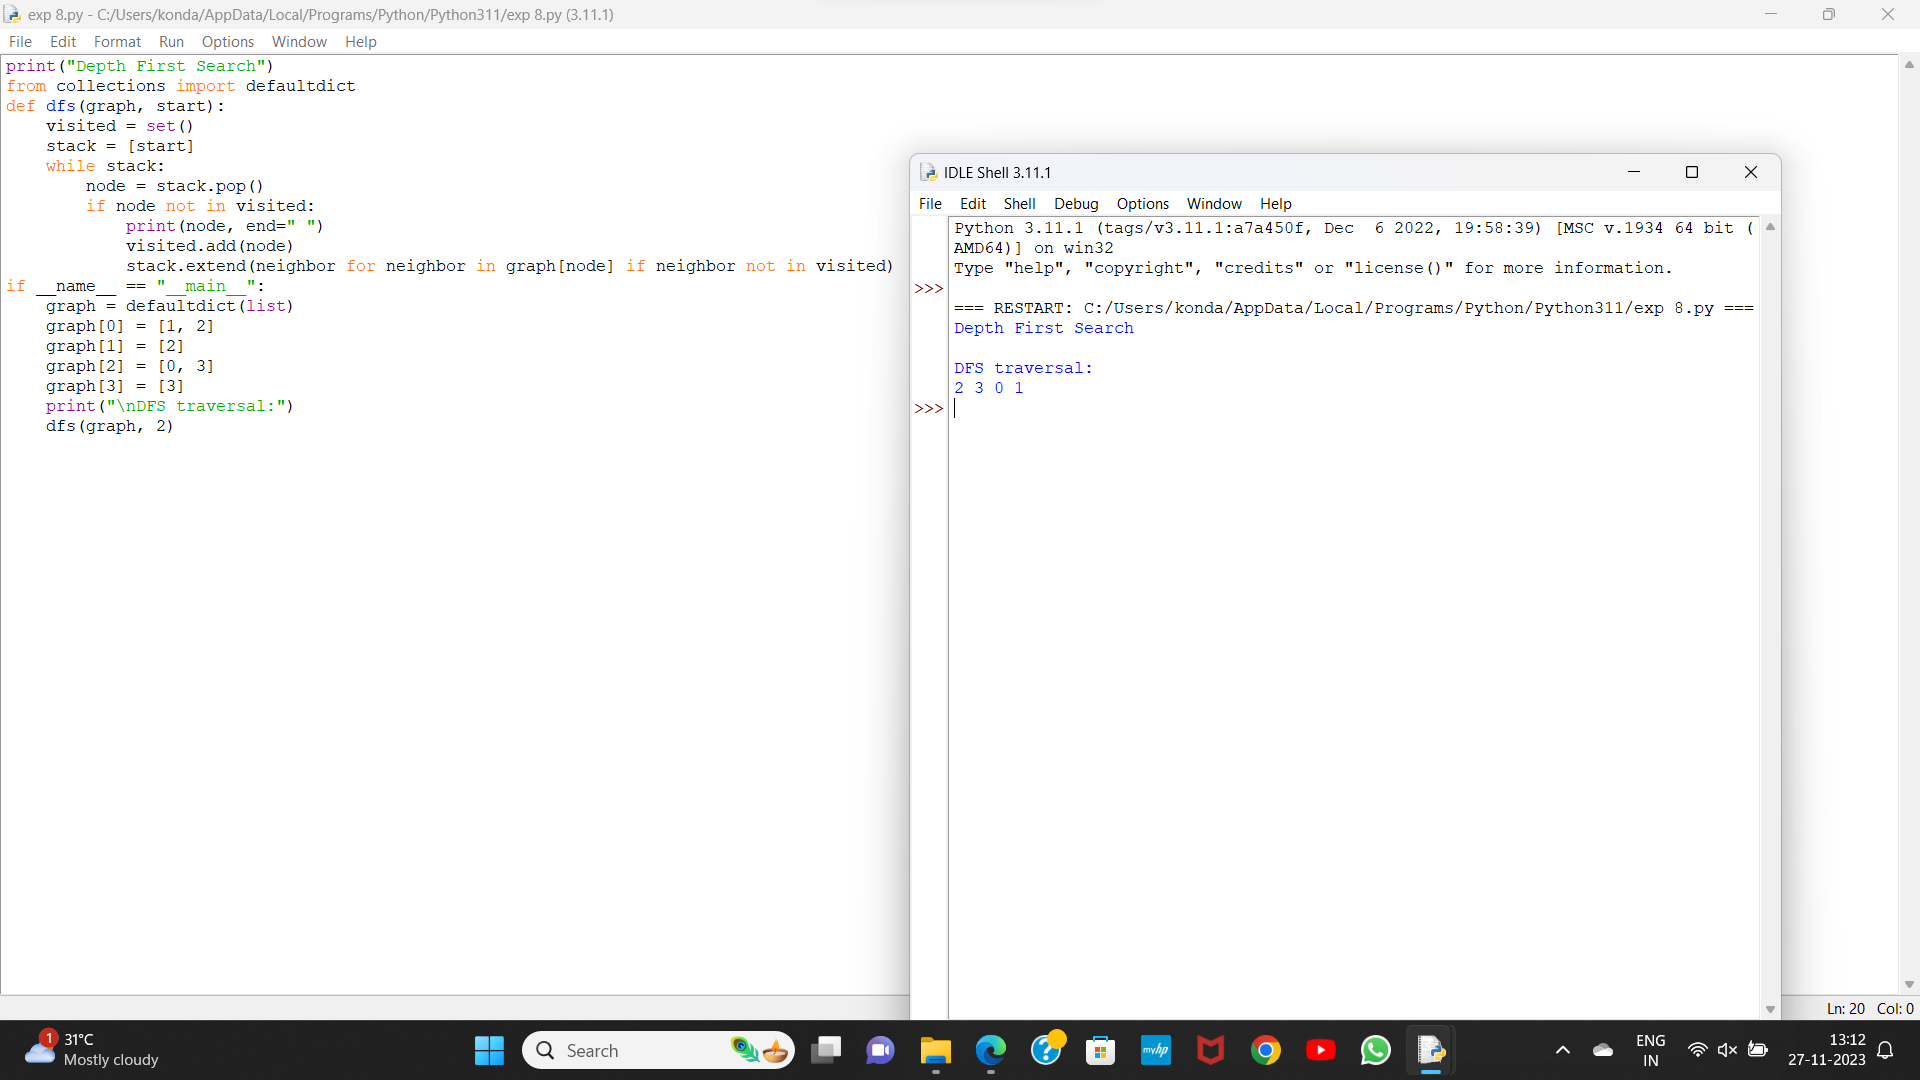 exp 8.py - C:/Users/konda/AppData/Local/Programs/Python/Python311/exp 8.py (3.11.1)
File Edit Format Run Options Window Help
print("Depth First Search")
from collections import defaultdict
def dfs(graph, start):
    visited = set()
    stack = [start]
    while stack:
        node = stack.pop()
        if node not in visited:
            print(node, end=" ")
            visited.add(node)
            stack.extend(neighbor for neighbor in graph[node] if neighbor not in visited)
if __name__ == "__main__":
    graph = defaultdict(list)
    graph[0] = [1, 2]
    graph[1] = [2]
    graph[2] = [0, 3]
    graph[3] = [3]
    print("\nDFS traversal:")
    dfs(graph, 2)
IDLE Shell 3.11.1
File Edit Shell Debug Options Window Help
Python 3.11.1 (tags/v3.11.1:a7a450f, Dec  6 2022, 19:58:39) [MSC v.1934 64 bit (
AMD64)] on win32
Type "help", "copyright", "credits" or "license()" for more information.
>>>
=== RESTART: C:/Users/konda/AppData/Local/Programs/Python/Python311/exp 8.py ===
Depth First Search
DFS traversal:
2 3 0 1
>>>
Ln: 20 Col: 0
1
31°C
Mostly cloudy
Search
myhp
ENG
IN
13:12
27-11-2023